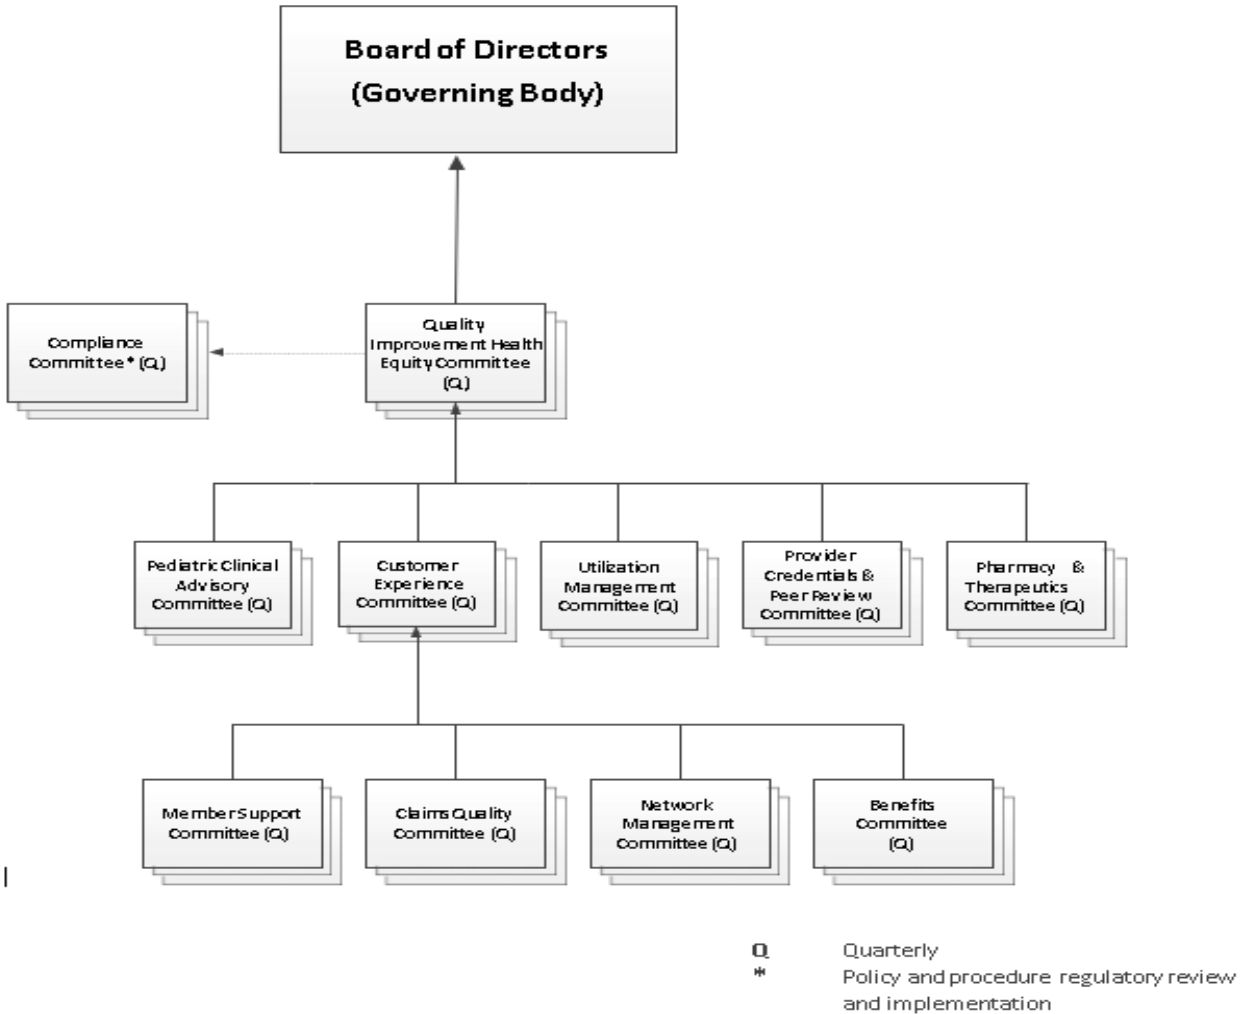 Board of Directors
(Governing Body)
Compliance
Committee* (Q)
Quality
Improvement Health
Equity Committee
(Q)
Pediatric Clinical
Advisory
Committee (Q)
Customer
Experience
Committee (Q)
Utilization
Management
Committee (Q)
Provider
Credentials &
Peer Review
Committee (Q)
Pharmacy &
Therapeutics
Committee (Q)
Member Support
Committee (Q)
Claims Quality
Committee (Q)
Network
Management
Committee (Q)
Benefits
Committee
(Q)
Q Quarterly
* Policy and procedure regulatory review
and implementation